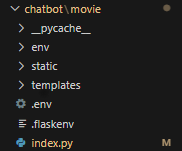 chatbot\movie
__pycache__
env
static
templates
.env
.flaskenv
index.py M